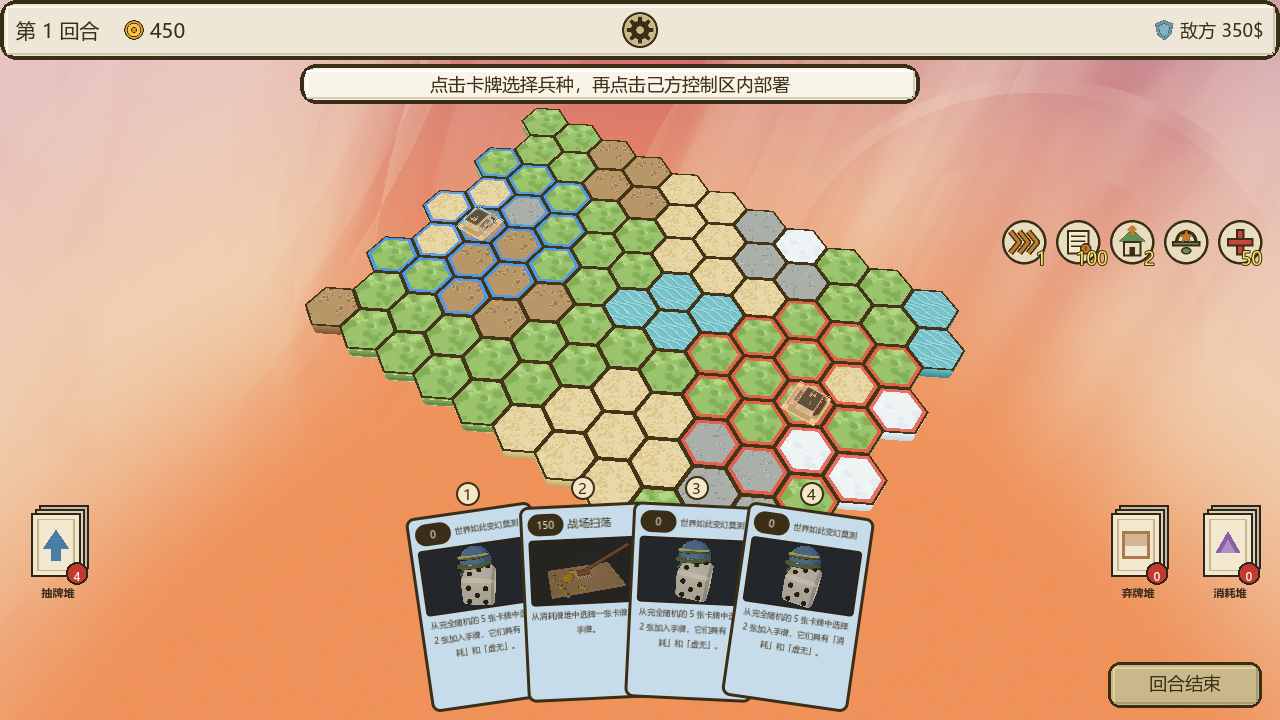 第 1 回合
450
敌方 350$
点击卡牌选择兵种，再点击己方控制区内部署
1
100
2
50
1
2
3
4
0
世界如此变幻莫测
从完全随机的 5 张卡牌中选
2 张加入手牌，它们具有「消
耗」和「虚无」。
150
战场扫荡
从消耗牌堆中选择一张卡牌
手牌。
0
世界如此变幻莫测
从完全随机的 5 张卡牌中选
2 张加入手牌，它们具有
耗」和「虚无」。
0
世界如此变幻莫测
从完全随机的 5 张卡牌中选择
2 张加入手牌，它们具有「消
耗」和「虚无」。
4
抽牌堆
0
弃牌堆
0
消耗堆
回合结束